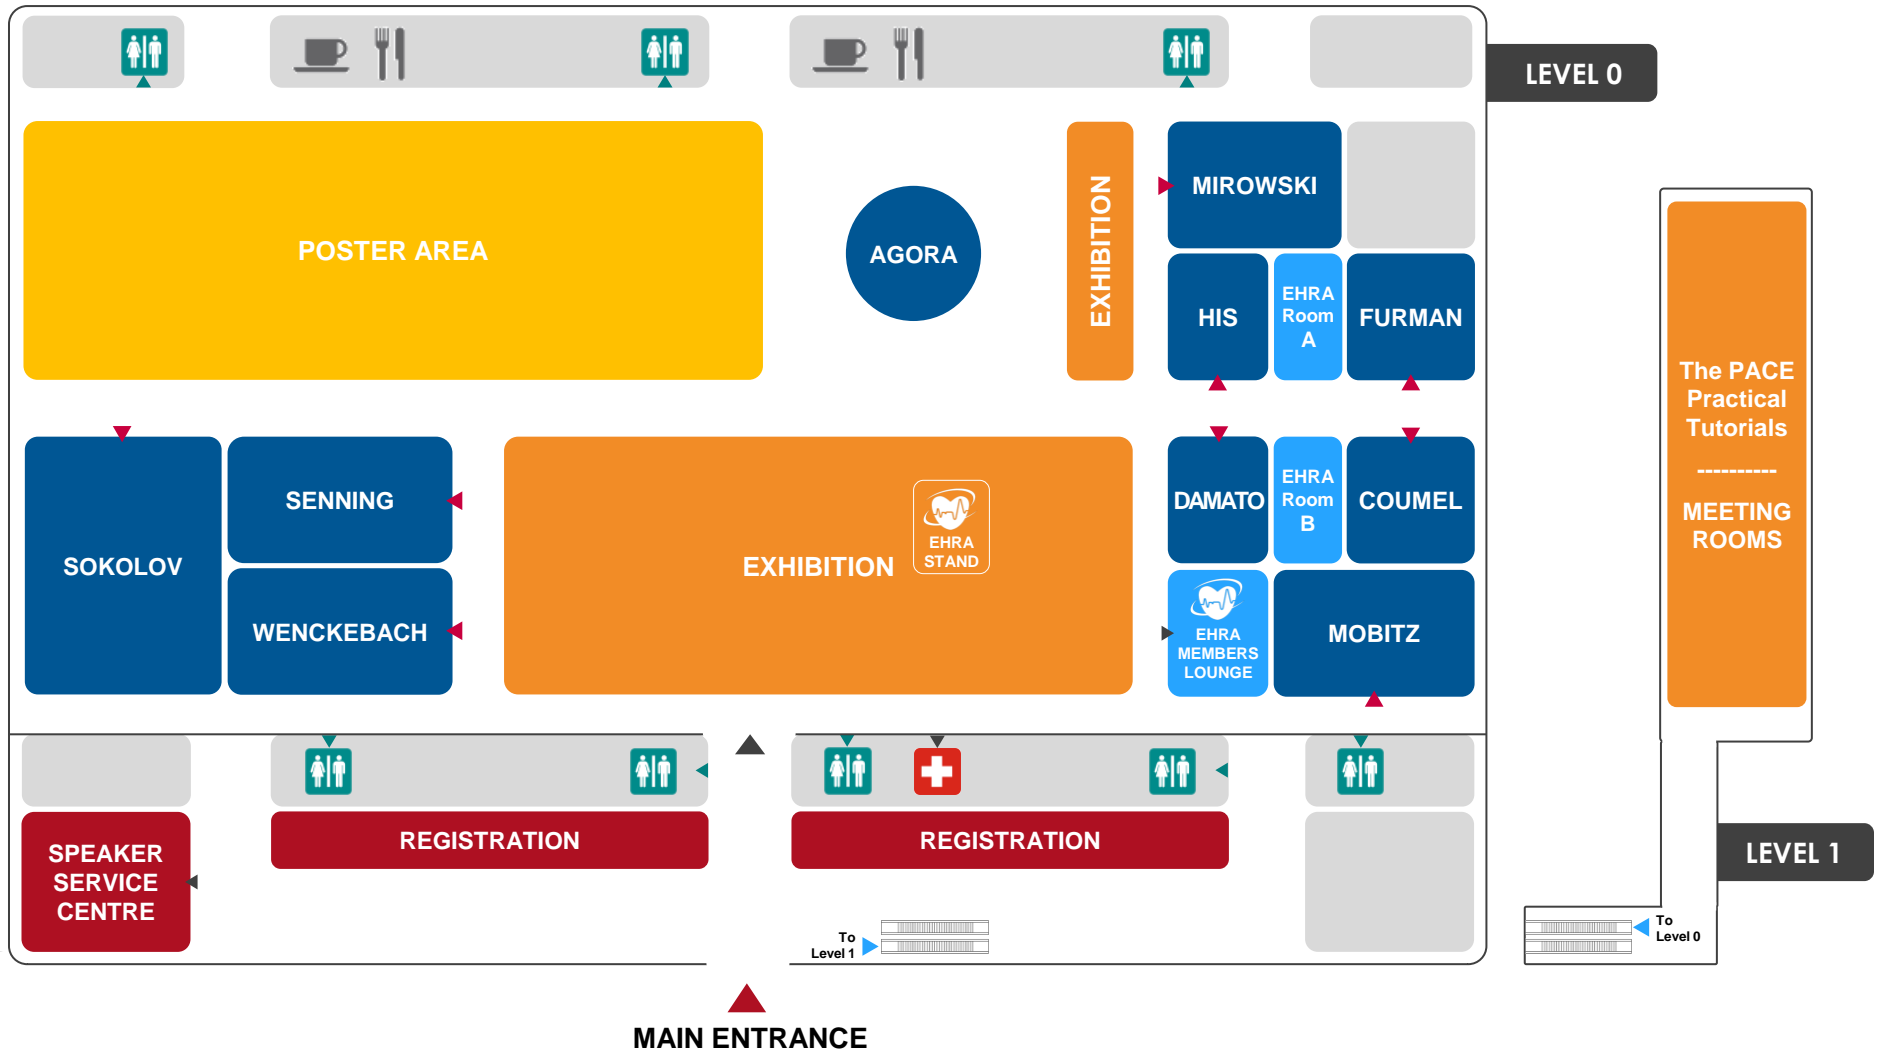 LEVEL 0
POSTER AREA
AGORA
EXHIBITION
MIROWSKI
HIS
EHRA
Room
A
FURMAN
SOKOLOV
SENNING
WENCKEBACH
EXHIBITION
EHRA
STAND
DAMATO
EHRA
Room
B
COUMEL
EHRA
MEMBERS
LOUNGE
MOBITZ
REGISTRATION
REGISTRATION
SPEAKER
SERVICE
CENTRE
To
Level 1
MAIN ENTRANCE
The PACE
Practical
Tutorials
----------
MEETING
ROOMS
LEVEL 1
To
Level 0